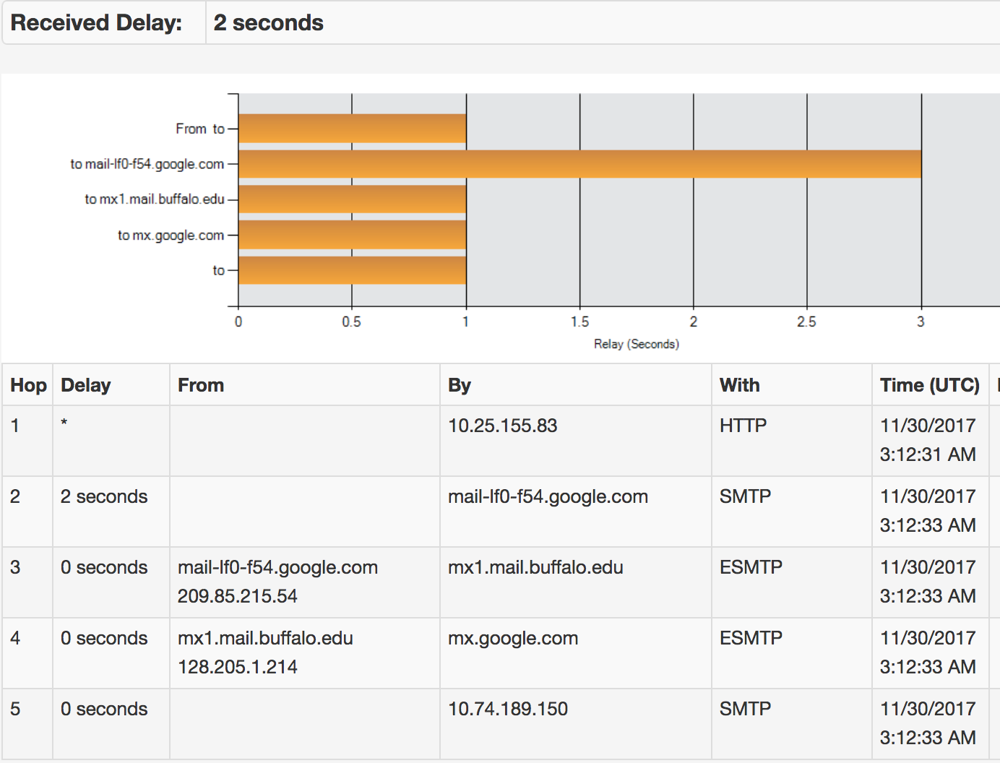 Received Delay: 2 seconds
From to
to mail-lf0-f54.google.com
to mx1.mail.buffalo.edu
to mx.google.com
to
0 0.5 1 1.5 2 2.5 3
Relay (Seconds)
Hop Delay From By With Time (UTC)
1 * 10.25.155.83 HTTP 11/30/2017
3:12:31 AM
2 2 seconds mail-lf0-f54.google.com SMTP 11/30/2017
3:12:33 AM
3 0 seconds mail-lf0-f54.google.com mx1.mail.buffalo.edu ESMTP 11/30/2017
209.85.215.54 3:12:33 AM
4 0 seconds mx1.mail.buffalo.edu mx.google.com ESMTP 11/30/2017
128.205.1.214 3:12:33 AM
5 0 seconds 10.74.189.150 SMTP 11/30/2017
3:12:33 AM